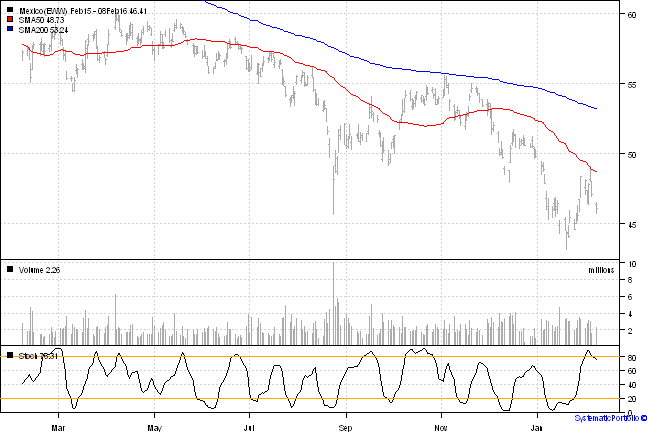 Mexico(EWW) Feb15 - 08Feb16 46.41
SMA50 48.73
SMA200 53.24
60
55
50
45
Volume 2.26
millions
10
8
6
4
2
Stoch 76.31
80
60
40
20
0
Mar May Jul Sep Nov Jan
SystematicPortfolio ©